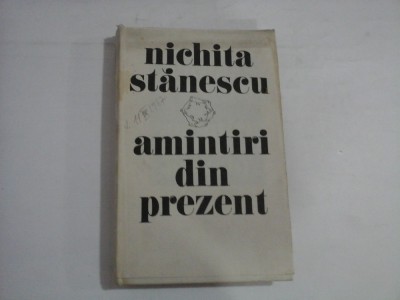 nichita
stănescu
amintiri
din
prezent